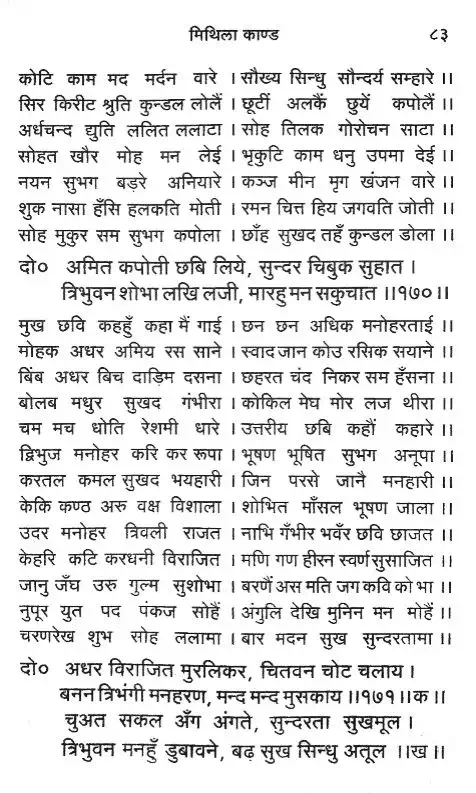 मिथिला काण्ड ८३
कोटि काम मद मर्दन वारे । सौख्य सिन्धु सौन्दर्य सम्हारे ।।
सिर किरीट श्रुति कुन्डल लोलैं । छूटीं अलकैं छुयें कपोलैं ।।
अर्धचन्द द्युति ललित ललाटा । सोह तिलक गोरोचन साटा ।।
सोहत खौर मोह मन लेई । भृकुटि काम धनु उपमा देई ।।
नयन सुभग बड़रे अनियारे । कञ्ज मीन मृग खंजन वारे ।।
शुक नासा हँसि हलकति मोती । रमन चित्त हिय जगवति जोती ।।
सोह मुकुर सम सुभग कपोला । छाँह सुखद तहँ कुन्डल डोला ।।
दो० अमित कपोती छबि लिये, सुन्दर चिबुक सुहात ।
त्रिभुवन शोभा लखि लजी, मारहु मन सकुचात ।।१७०।।
मुख छवि कहहुँ कहा मैं गाई । छन छन अधिक मनोहरताई ।।
मोहक अधर अमिय रस साने । स्वाद जान कोउ रसिक सयाने ।।
बिंब अधर बिच दाड़िम दसना । छहरत चंद निकर सम हँसना ।।
बोलब मधुर सुखद गंभीरा । कोकिल मेघ मोर लज थीरा ।।
चम मच धोति रेशमी धारे । उत्तरीय छबि कहौं कहारे ।।
द्विभुज मनोहर करि कर रूपा । भूषण भूषित सुभग अनूपा ।।
करतल कमल सुखद भयहारी । जिन परसे जानै मनहारी ।।
केकि कण्ठ अरु वक्ष विशाला । शोभित माँसल भूषण जाला ।।
उदर मनोहर त्रिवली राजत । नाभि गँभीर भवँर छवि छाजत ।।
केहरि कटि करधनी विराजित । मणि गण हीरन स्वर्ण सुसाजित ।।
जानु जँघ उरु गुल्म सुशोभा । बरणैं अस मति जग कवि को भा ।।
नुपूर युत पद पंकज सोहैं । अंगुलि देखि मुनिन मन मोहैं ।।
चरणरेख शुभ सोह ललामा । बार मदन सुख सुन्दरतामा ।।
दो० अधर विराजित मुरलिकर, चितवन चोट चलाय ।
बनन त्रिभंगी मनहरण, मन्द मन्द मुसकाय ।।१७१।।क।।
चुअत सकल अँग अंगते, सुन्दरता सुखमूल ।
त्रिभुवन मनहुँ डुबावने, बढ़ सुख सिन्धु अतूल ।।ख।।